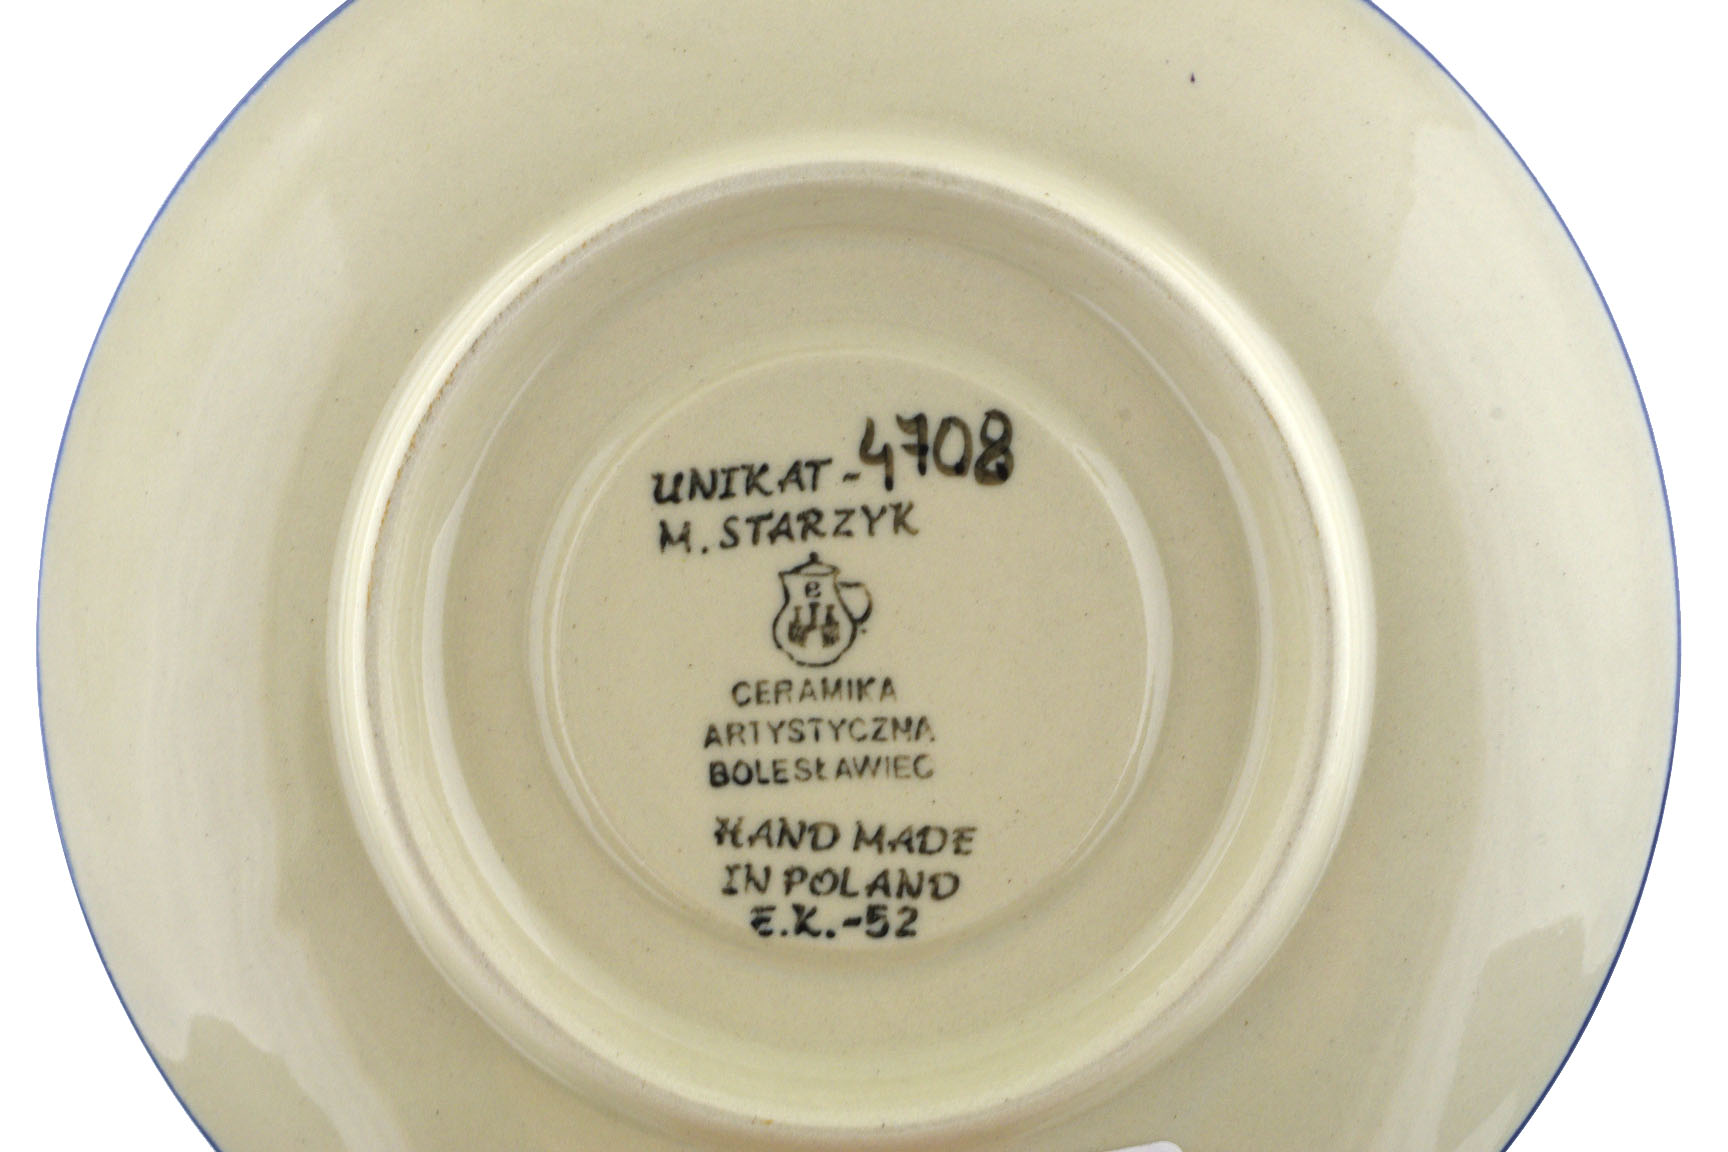 UNIKAT-4708
M. STARZYK
e
CERAMIKA
ARTYSTYCZNA
BOLESŁAWIEC
HAND MADE
IN POLAND
E.K.-52